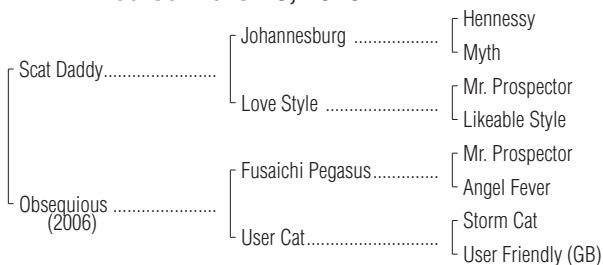 Hennessy
Johannesburg ..................
Myth
Scat Daddy........................
Mr. Prospector
Love Style ........................
Likeable Style
Mr. Prospector
Fusaichi Pegasus..............
Angel Fever
Obsequious ......................
(2006)
Storm Cat
User Cat............................
User Friendly (GB)